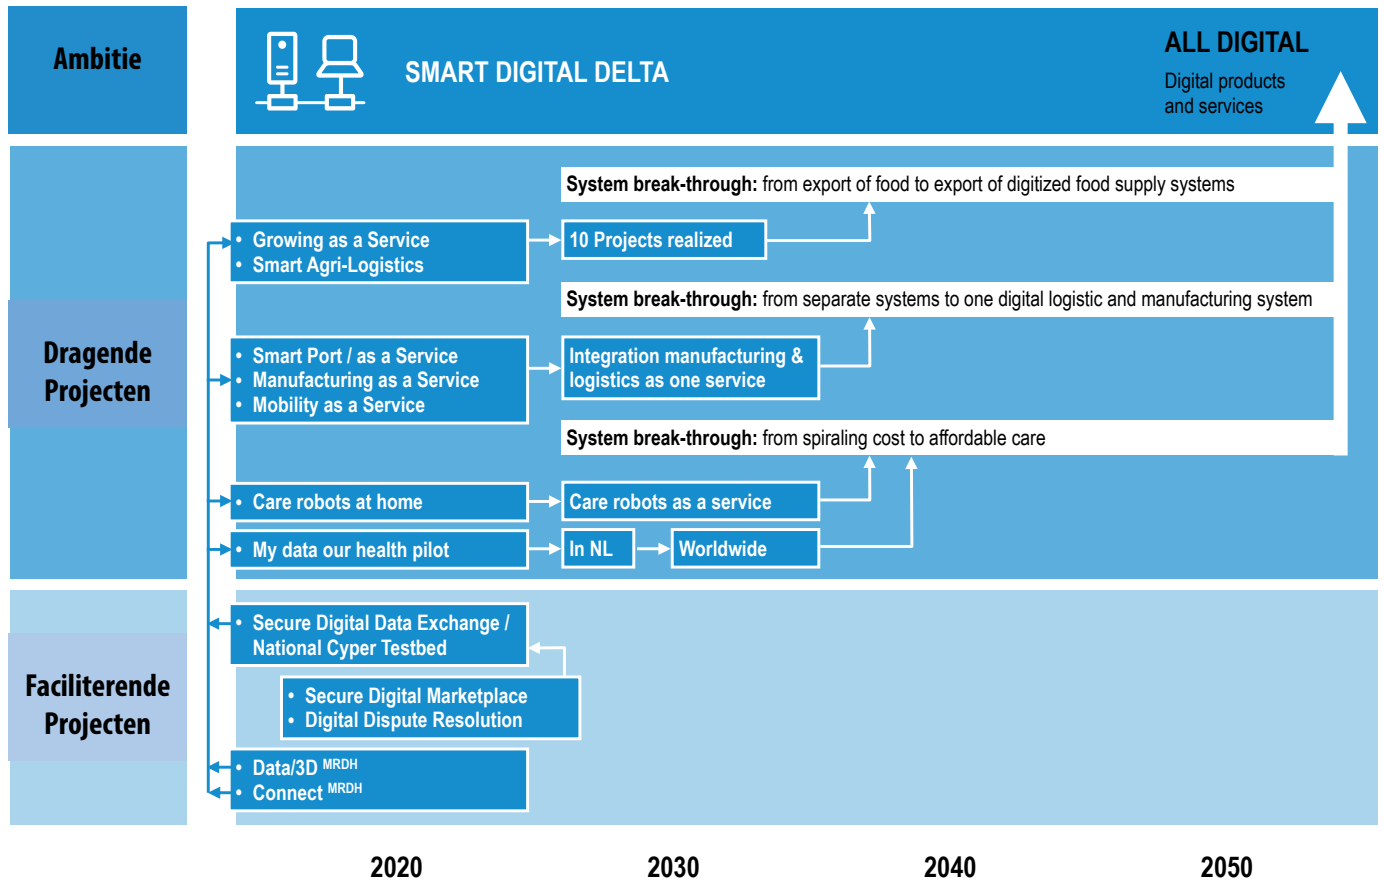 Ambitie
SMART DIGITAL DELTA
ALL DIGITAL
Digital products
and services
Dragende
Projecten
System break-through: from export of food to export of digitized food supply systems
• Growing as a Service
• Smart Agri-Logistics
10 Projects realized
System break-through: from separate systems to one digital logistic and manufacturing system
• Smart Port / as a Service
• Manufacturing as a Service
• Mobility as a Service
Integration manufacturing &
logistics as one service
System break-through: from spiraling cost to affordable care
• Care robots at home
Care robots as a service
• My data our health pilot
In NL
Worldwide
Faciliterende
Projecten
• Secure Digital Data Exchange /
National Cyper Testbed
• Secure Digital Marketplace
• Digital Dispute Resolution
• Data/3D MRDH
• Connect MRDH
2020
2030
2040
2050